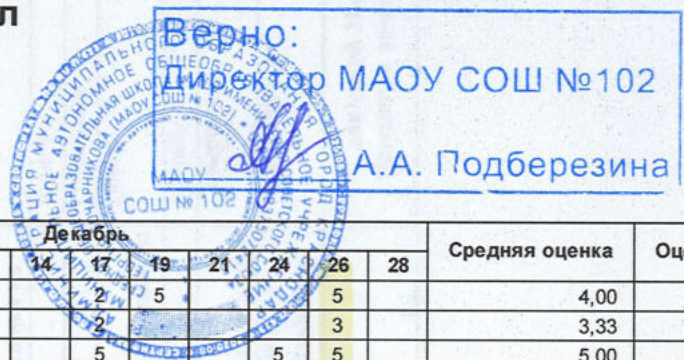 л
Верно:
Директор МАОУ СОШ №102
А.А. Подберезина
МАОУ
СОШ № 102
Декабрь Средняя оценка Оц
14 17 19 21 24 26 28
2 5 5 4,00
2 3 3,33
5 5 5 5,00